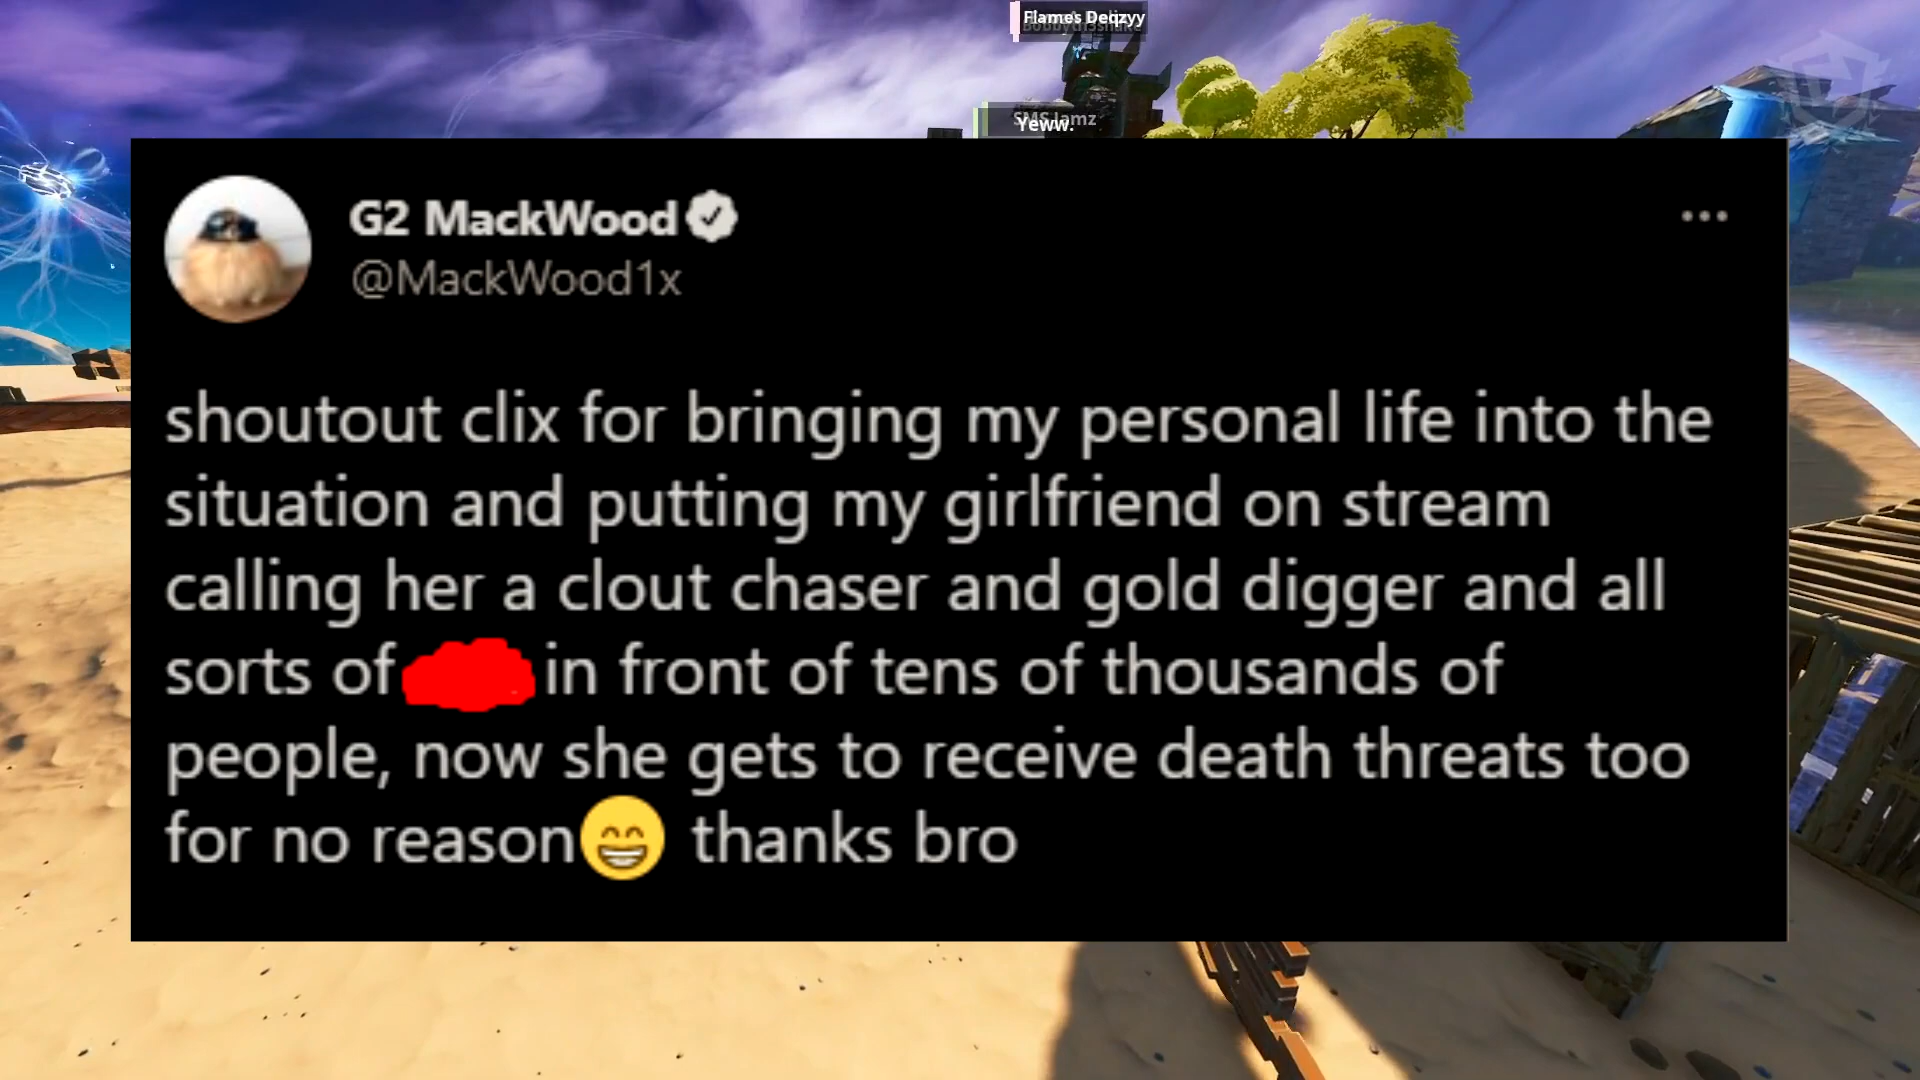 Flames Deqzyy
Yeww.
G2 MackWood
@MackWood1x
shoutout clix for bringing my personal life into the
situation and putting my girlfriend on stream
calling her a clout chaser and gold digger and all
sorts of in front of tens of thousands of
people, now she gets to receive death threats too
for no reason😁 thanks bro